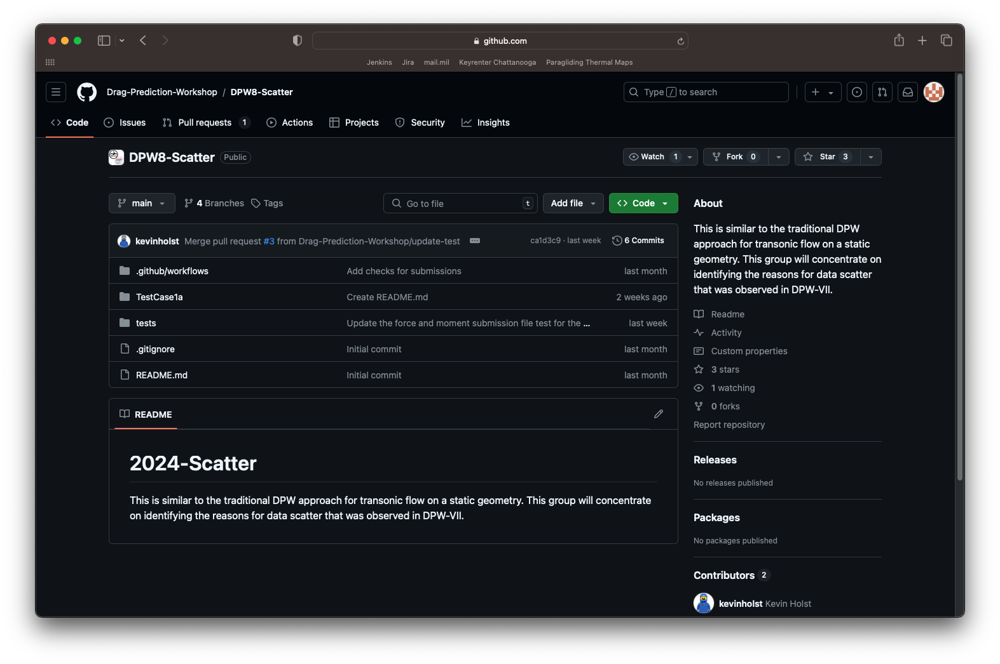 github.com
Jenkins Jira mail.mil Keyrenter Chattanooga Paragliding Thermal Maps
Drag-Prediction-Workshop / DPW8-Scatter
Type / to search
Code Issues Pull requests 1 Actions Projects Security Insights
DPW8-Scatter Public
Watch 1 Fork 0 Star 3
main 4 Branches Tags Go to file t Add file Code
kevinholst Merge pull request #3 from Drag-Prediction-Workshop/update-test ca1d3c9 · last week 6 Commits
.github/workflows Add checks for submissions last month
TestCase1a Create README.md 2 weeks ago
tests Update the force and moment submission file test for the ... last week
.gitignore Initial commit last month
README.md Initial commit last month
README
2024-Scatter
This is similar to the traditional DPW approach for transonic flow on a static geometry. This group will concentrate
on identifying the reasons for data scatter that was observed in DPW-VII.
About
This is similar to the traditional DPW
approach for transonic flow on a static
geometry. This group will concentrate on
identifying the reasons for data scatter
that was observed in DPW-VII.
Readme
Activity
Custom properties
3 stars
1 watching
0 forks
Report repository
Releases
No releases published
Packages
No packages published
Contributors 2
kevinholst Kevin Holst